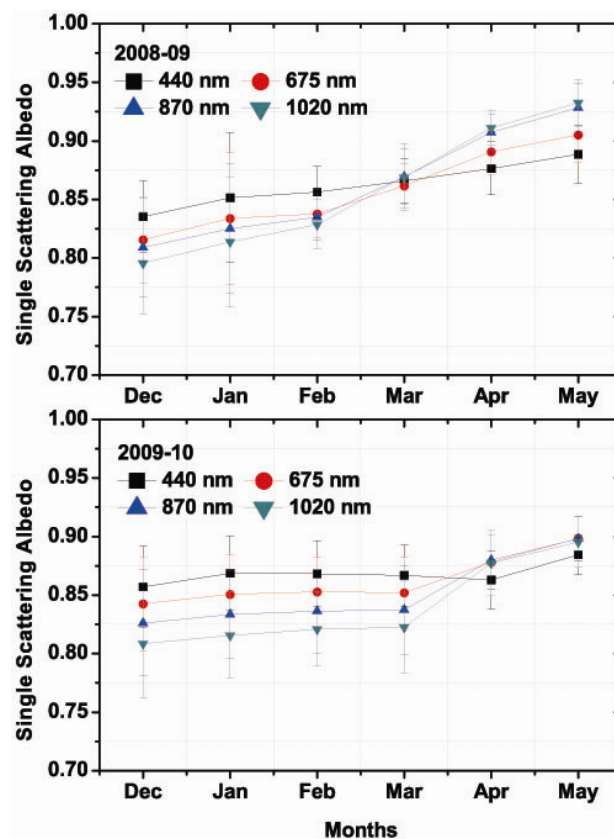 1.00
2008-09
440 nm 675 nm
870 nm 1020 nm
0.95
0.90
0.85
0.80
0.75
0.70
Single Scattering Albedo
Dec Jan Feb Mar Apr May
1.00
2009-10
440 nm 675 nm
870 nm 1020 nm
0.95
0.90
0.85
0.80
0.75
0.70
Single Scattering Albedo
Dec Jan Feb Mar Apr May
Months